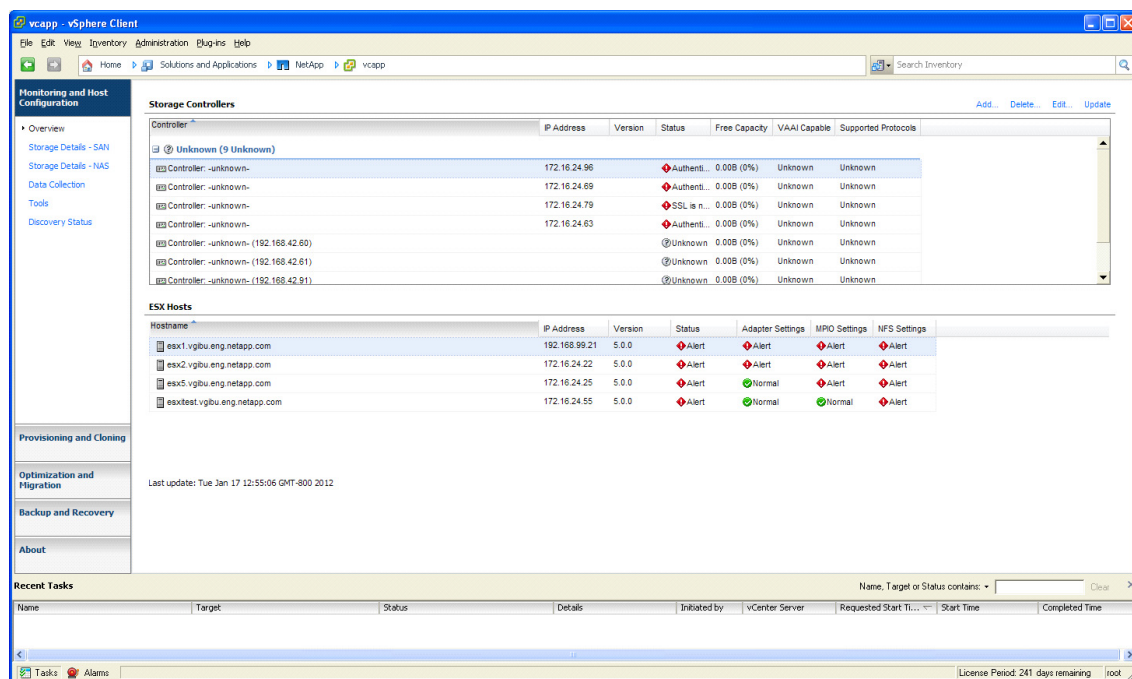 vcapp - vSphere Client
File Edit View Inventory Administration Plug-ins Help
Home Solutions and Applications NetApp vcapp Search Inventory
Monitoring and Host
Configuration
Overview
Storage Details - SAN
Storage Details - NAS
Data Collection
Tools
Discovery Status
Provisioning and Cloning
Optimization and
Migration
Backup and Recovery
About
Storage Controllers Add... Delete... Edit... Update
Controller IP Address Version Status Free Capacity VAAI Capable Supported Protocols
Unknown (9 Unknown)
Controller: -unknown- 172.16.24.96 Authenti... 0.00B (0%) Unknown Unknown
Controller: -unknown- 172.16.24.69 Authenti... 0.00B (0%) Unknown Unknown
Controller: -unknown- 172.16.24.79 SSL is n... 0.00B (0%) Unknown Unknown
Controller: -unknown- 172.16.24.63 Authenti... 0.00B (0%) Unknown Unknown
Controller: -unknown- (192.168.42.60) Unknown 0.00B (0%) Unknown Unknown
Controller: -unknown- (192.168.42.61) Unknown 0.00B (0%) Unknown Unknown
Controller: -unknown- (192.168.42.91) Unknown 0.00B (0%) Unknown Unknown
ESX Hosts
Hostname IP Address Version Status Adapter Settings MPIO Settings NFS Settings
esx1.vgibu.eng.netapp.com 192.168.99.21 5.0.0 Alert Alert Alert Alert
esx2.vgibu.eng.netapp.com 172.16.24.22 5.0.0 Alert Alert Alert Alert
esx5.vgibu.eng.netapp.com 172.16.24.25 5.0.0 Alert Normal Alert Alert
esxitest.vgibu.eng.netapp.com 172.16.24.55 5.0.0 Alert Normal Normal Alert
Last update: Tue Jan 17 12:55:06 GMT-800 2012
Recent Tasks Name, Target or Status contains: Clear
Name Target Status Details Initiated by vCenter Server Requested Start Ti... Start Time Completed Time
Tasks Alarms License Period: 241 days remaining root